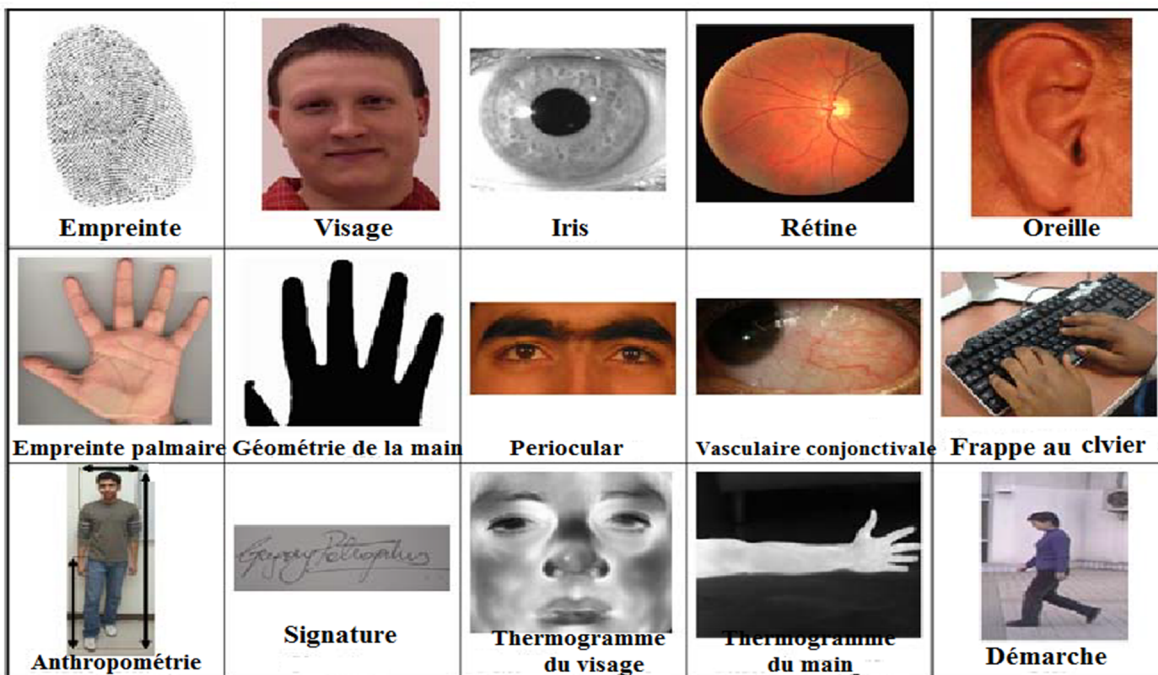 Empreinte
Visage
Iris
Rétine
Oreille
Empreinte palmaire
Géométrie de la main
Periocular
Vasculaire conjonctivale
Frappe au clvier
Anthropométrie
Signature
Thermogramme
du visage
Thermogramme
du main
Démarche